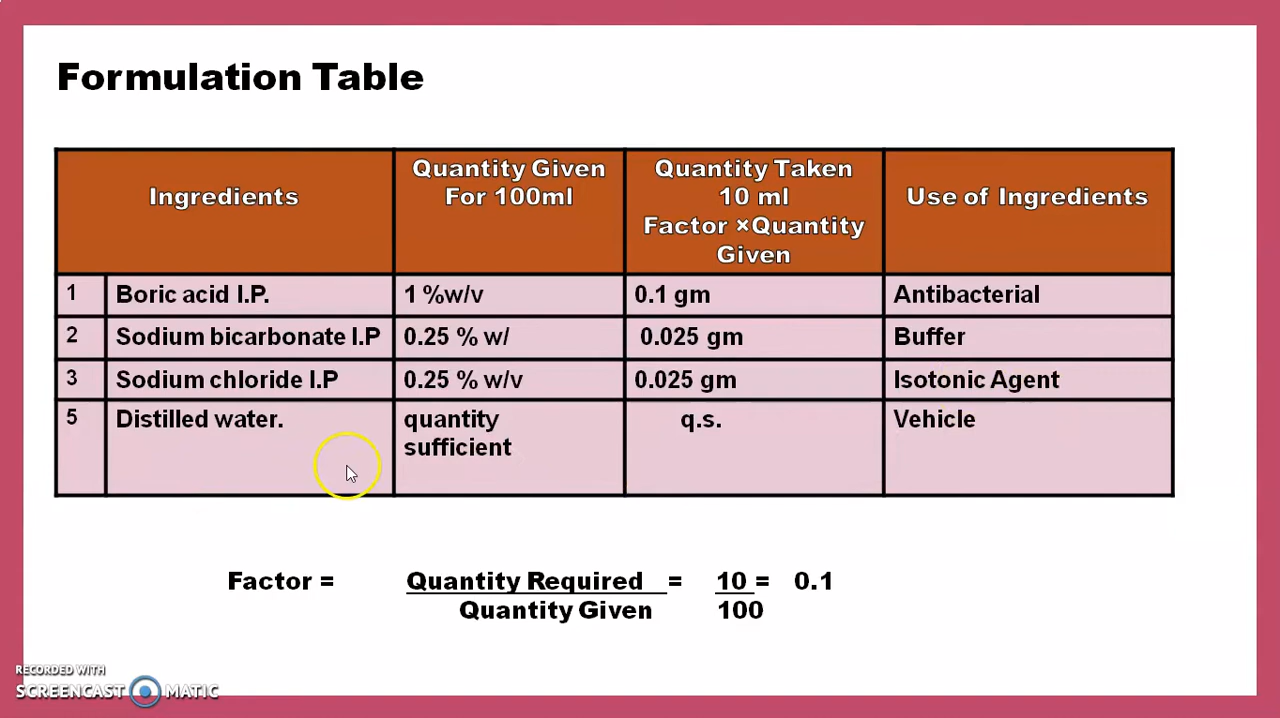 Formulation Table
Ingredients
Quantity Given
For 100ml
Quantity Taken
10 ml
Factor ×Quantity
Given
Use of Ingredients
1 Boric acid I.P. 1 %w/v 0.1 gm Antibacterial
2 Sodium bicarbonate I.P 0.25 % w/ 0.025 gm Buffer
3 Sodium chloride I.P 0.25 % w/v 0.025 gm Isotonic Agent
5 Distilled water. quantity q.s. Vehicle
sufficient
Factor = Quantity Required = 10 = 0.1
Quantity Given 100
RECORDED WITH
SCREENCAST MATIC